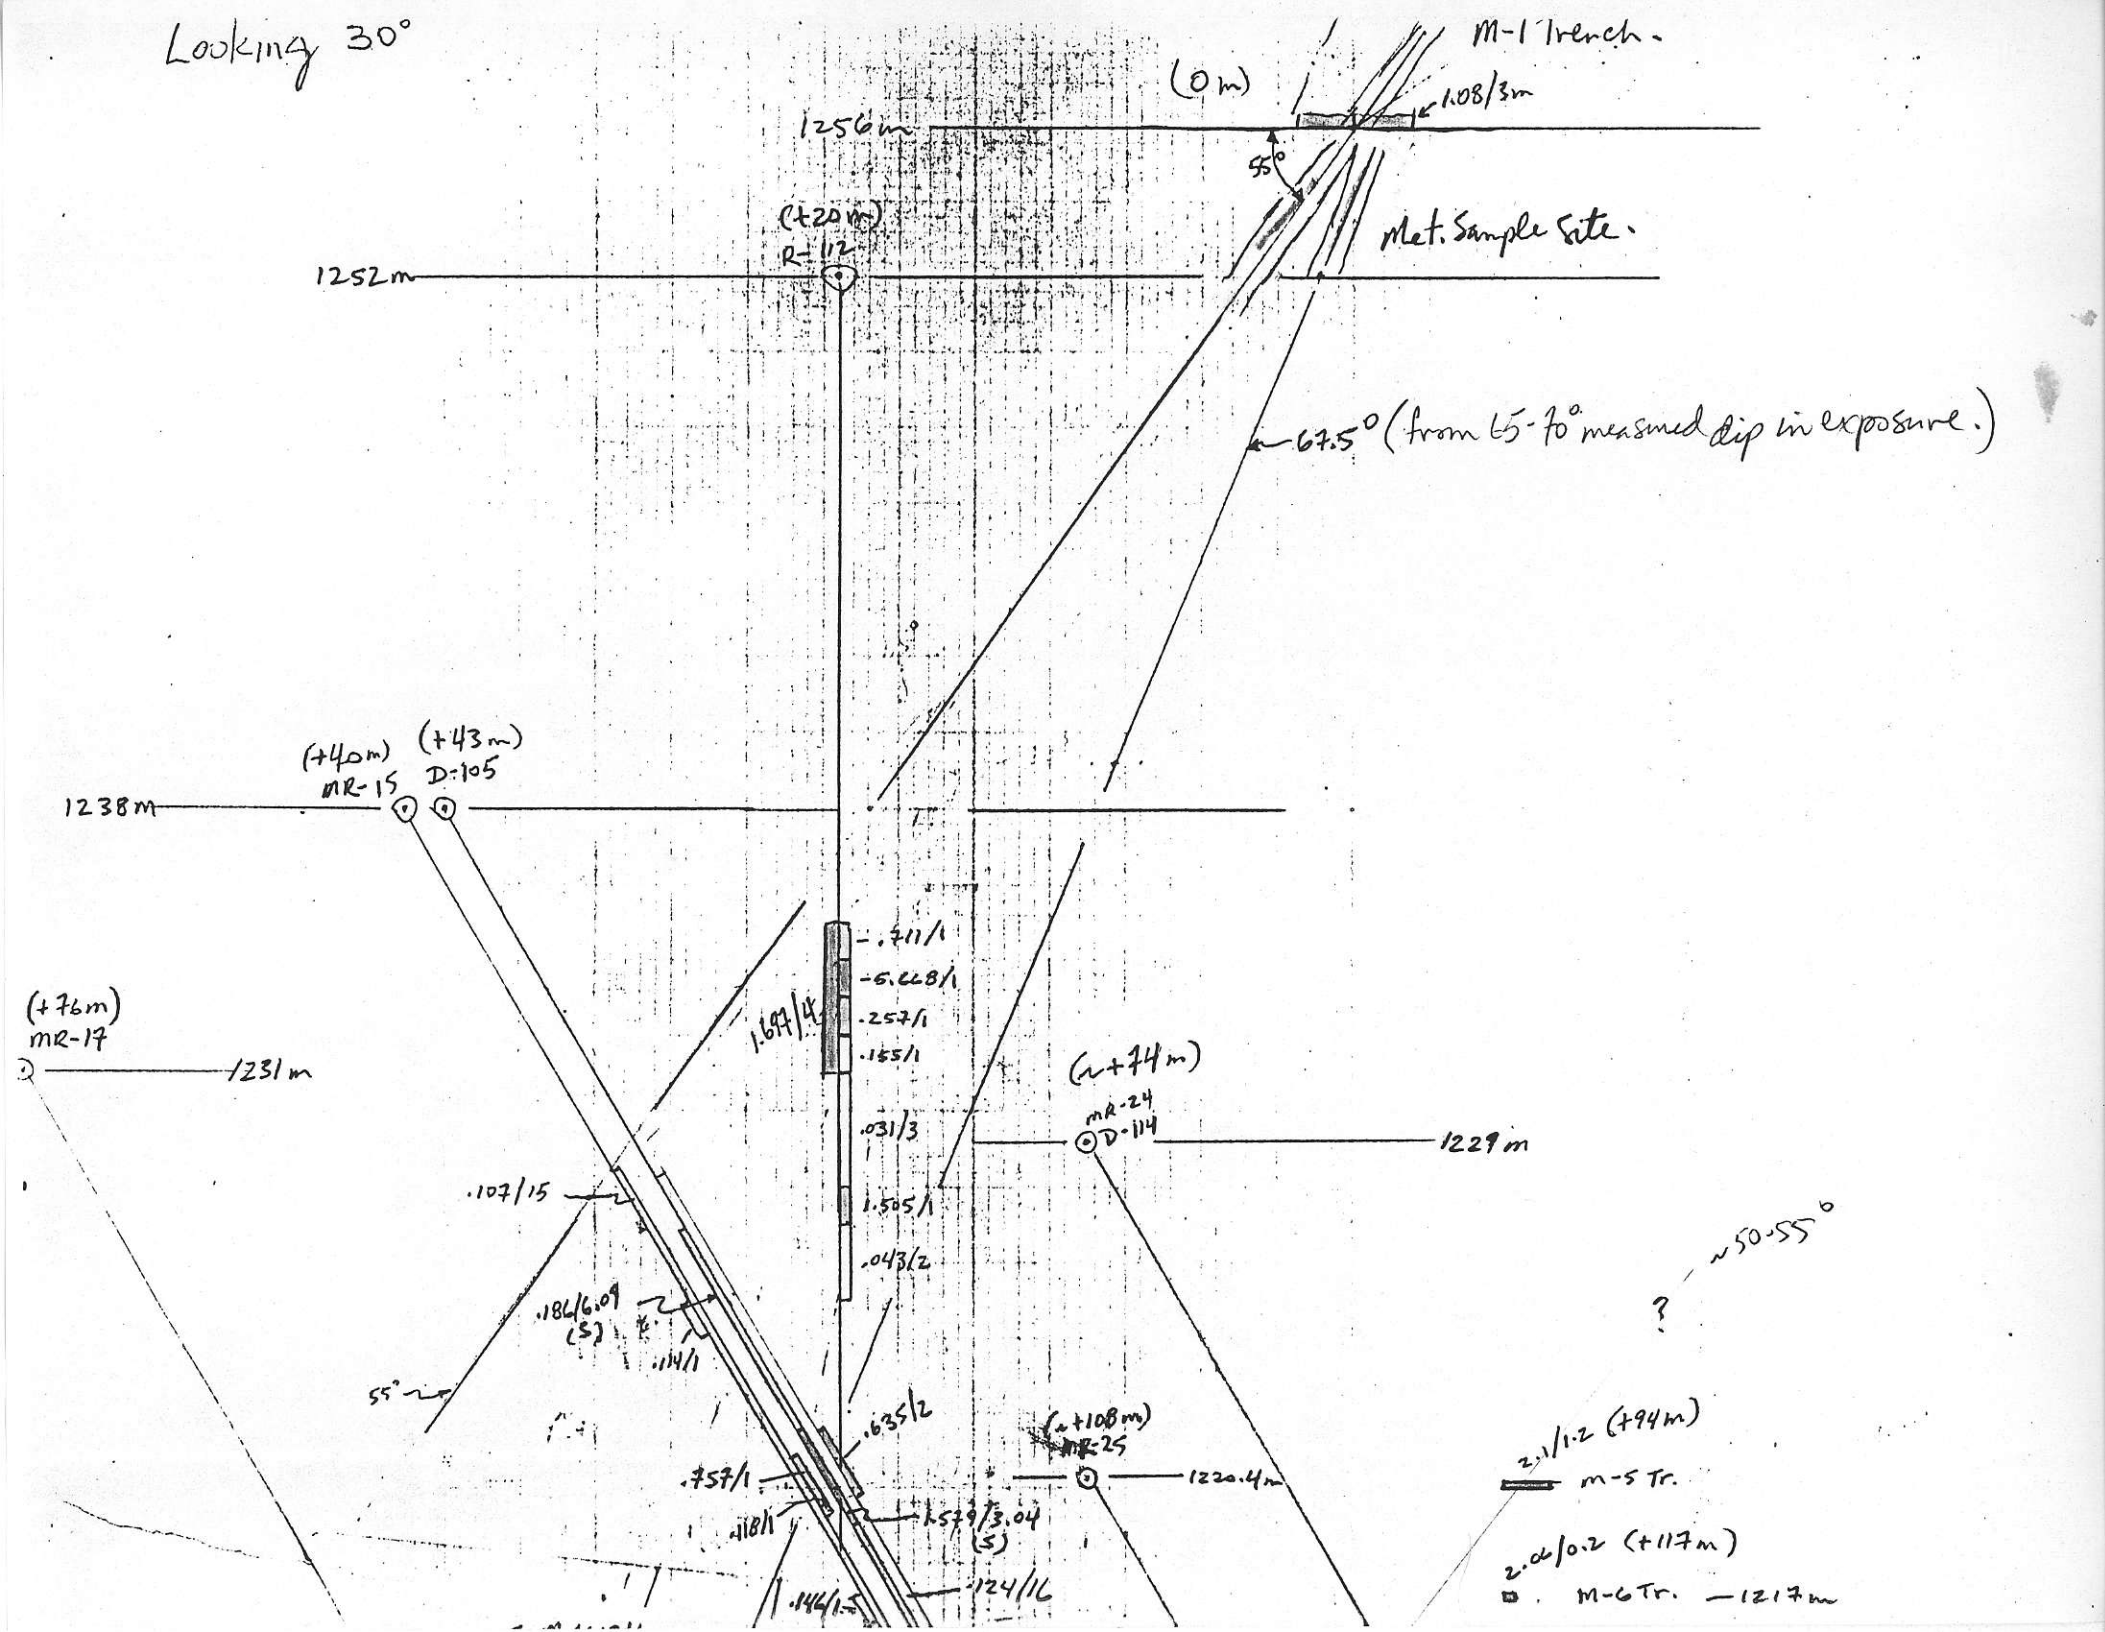 Looking 30°
M-1 Trench.
(0m)
1.08/3m
1256m
55°
(+20m)
R-112
Met. Sample Site.
1252m
67.5° (from 65-70° measured dip in exposure.)
(+40m)
MR-15
(+43m)
D-105
1238m
-.711/1
-5.668/1
.257/1
1.697/4
.155/1
(+76m)
MR-17
1231m
(~+74m)
MR-24
D-114
1229m
.031/3
.107/15
1.505/1
.043/2
~50-55°
?
.186/6.09
(S)
.114/1
55°
.635/2
(~+108m)
MR-25
1220.4m
2.1/1.2 (+94m)
M-5 Tr.
.757/1
.118/1
1.579/3.04
(S)
2.06/0.2 (+117m)
M-6 Tr. —1217m
.124/16
.146/1.5